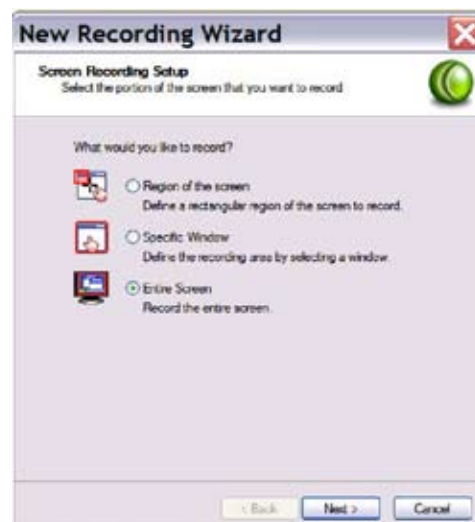 New Recording Wizard
Screen Recording Setup
Select the portion of the screen that you want to record
What would you like to record?
Region of the screen
Define a rectangular region of the screen to record.
Specific Window
Define the recording area by selecting a window
Entire Screen
Record the entire screen.
< Back
Next >
Cancel